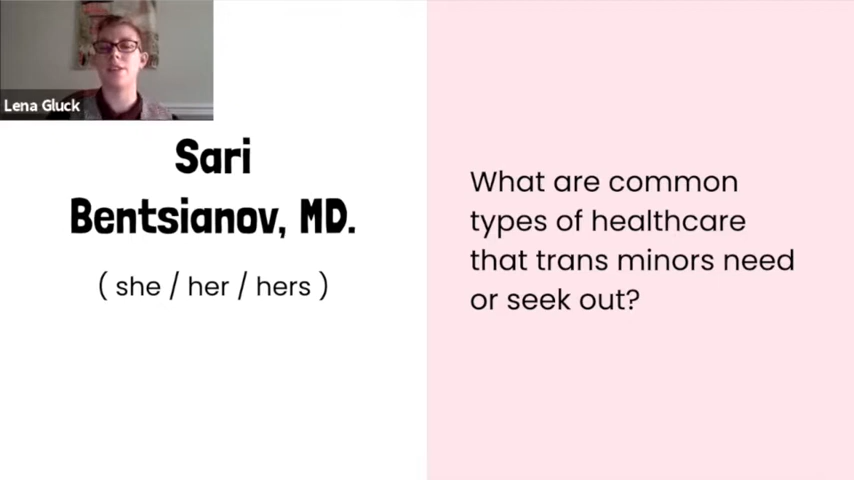 Lena Gluck
Sari
Bentsianov, MD.
( she / her / hers )
What are common
types of healthcare
that trans minors need
or seek out?